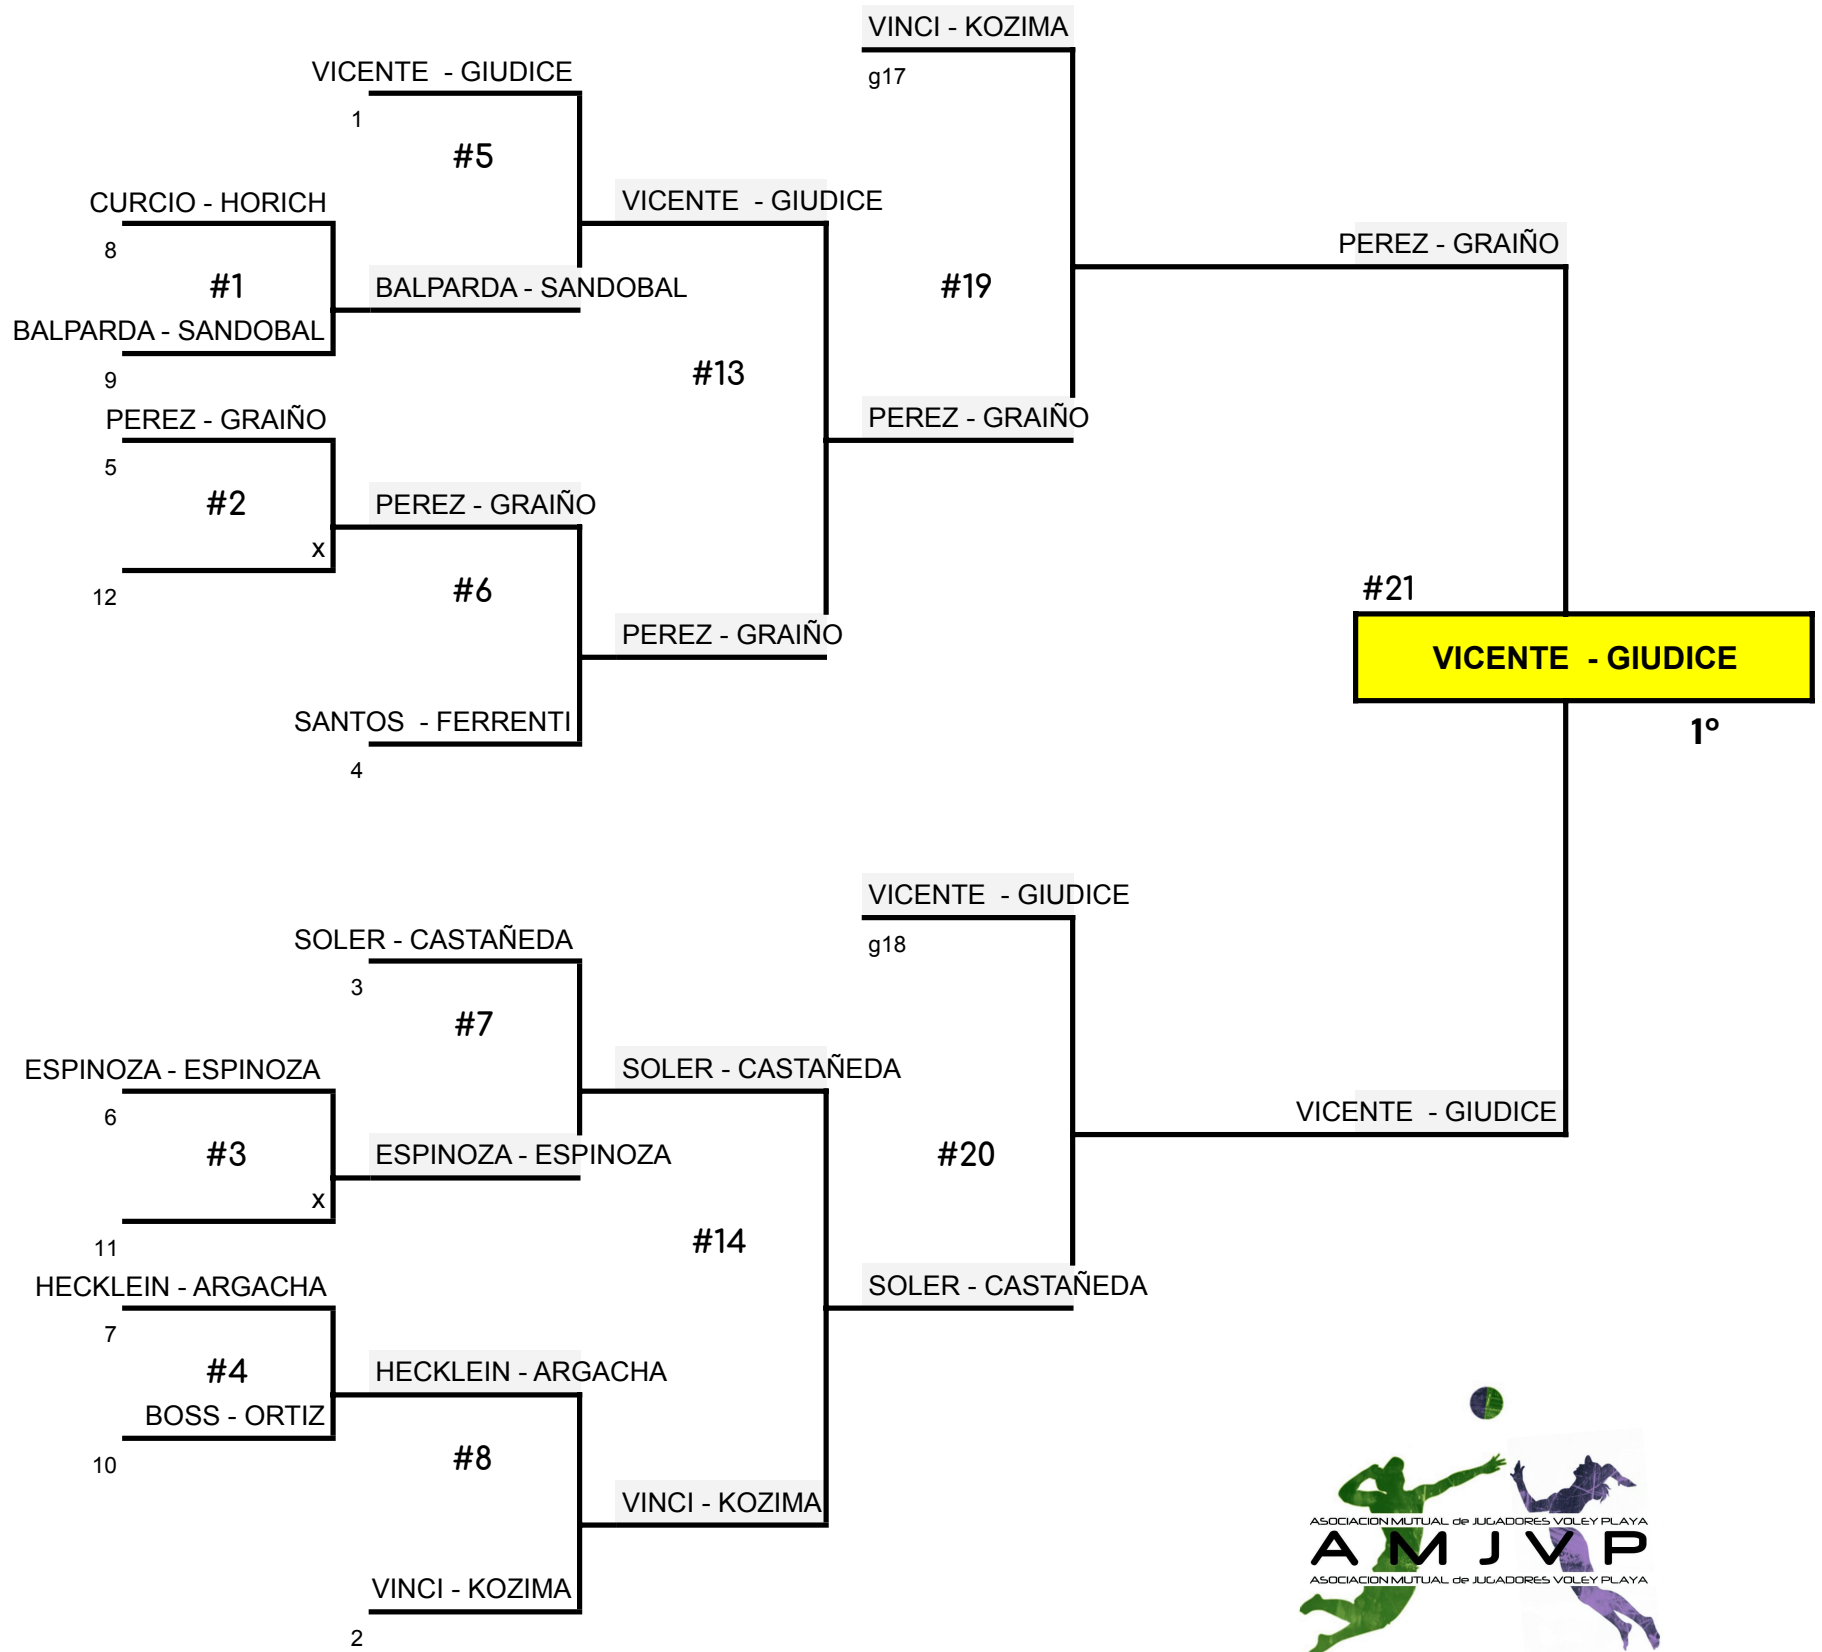 VINCI - KOZIMA
g17
VICENTE - GIUDICE
1
#5
CURCIO - HORICH
8
VICENTE - GIUDICE
#1
BALPARDA - SANDOBAL
#19
PEREZ - GRAIÑO
BALPARDA - SANDOBAL
9
#13
PEREZ - GRAIÑO
5
PEREZ - GRAIÑO
#2
PEREZ - GRAIÑO
x
12
#6
#21
PEREZ - GRAIÑO
VICENTE - GIUDICE
1º
SANTOS - FERRENTI
4
VICENTE - GIUDICE
g18
SOLER - CASTAÑEDA
3
#7
ESPINOZA - ESPINOZA
6
SOLER - CASTAÑEDA
VICENTE - GIUDICE
#3
ESPINOZA - ESPINOZA
#20
x
11
#14
HECKLEIN - ARGACHA
7
SOLER - CASTAÑEDA
#4
HECKLEIN - ARGACHA
BOSS - ORTIZ
10
#8
VINCI - KOZIMA
VINCI - KOZIMA
2
ASOCIACION MUTUAL de JUGADORES VOLEY PLAYA
AMJVP
ASOCIACION MUTUAL de JUGADORES VOLEY PLAYA